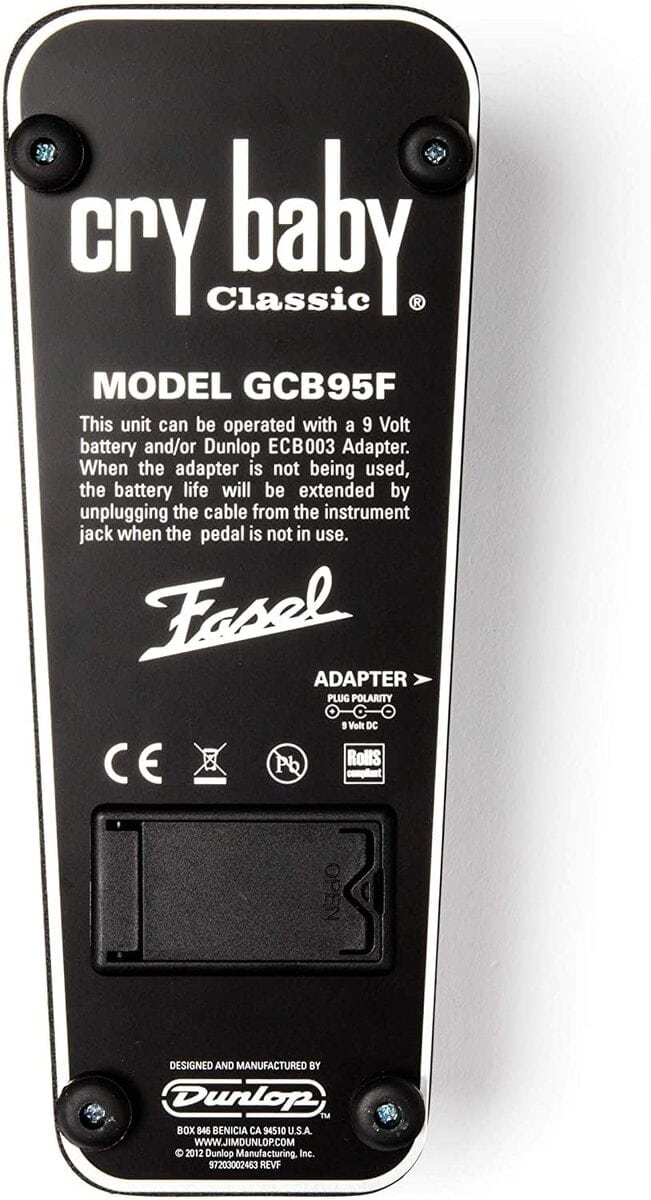 cry baby
Classic ®
MODEL GCB95F
This unit can be operated with a 9 Volt
battery and/or Dunlop ECB003 Adapter.
When the adapter is not being used,
the battery life will be extended by
unplugging the cable from the instrument
jack when the pedal is not in use.
Fasel
ADAPTER
PLUG POLARITY
9 Volt DC
CE Pb RoHS
compliant
OPEN
DESIGNED AND MANUFACTURED BY
Dunlop™
BOX 846 BENICIA CA 94510 U.S.A.
WWW.JIMDUNLOP.COM
© 2012 Dunlop Manufacturing, Inc.
97203002463 REVF